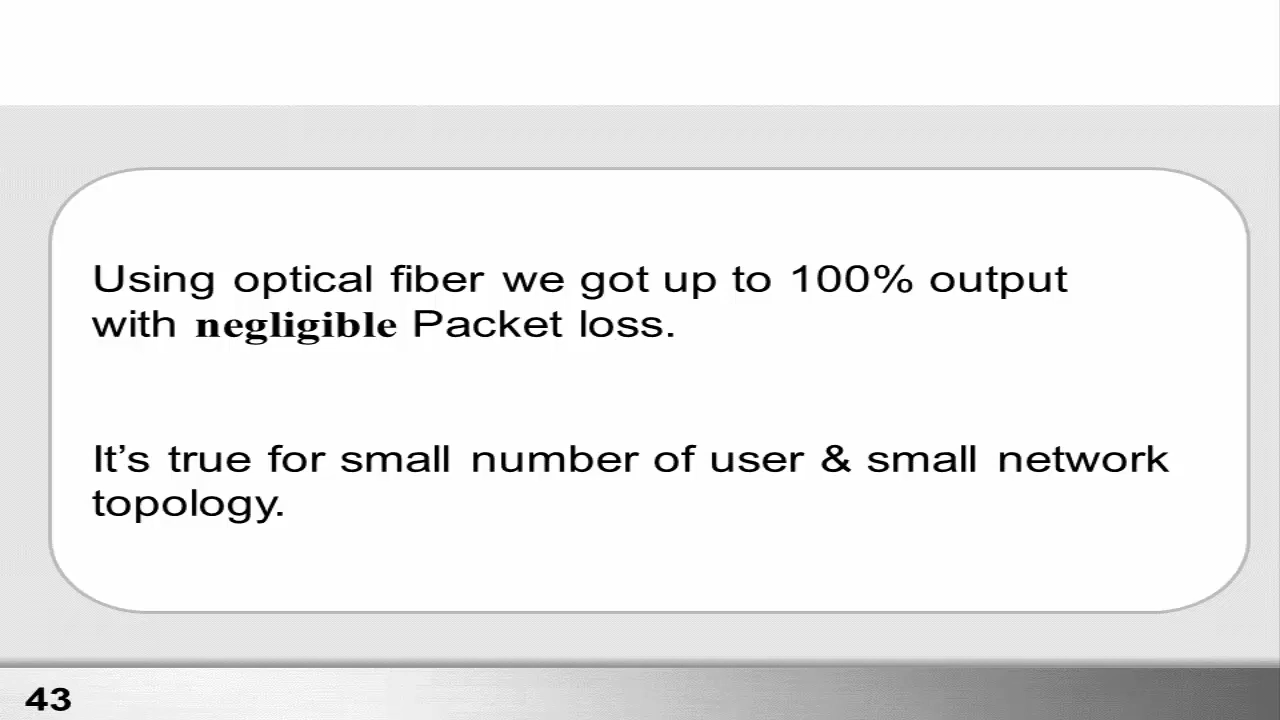 Using optical fiber we got up to 100% output
with negligible Packet loss.
It’s true for small number of user & small network
topology.
43